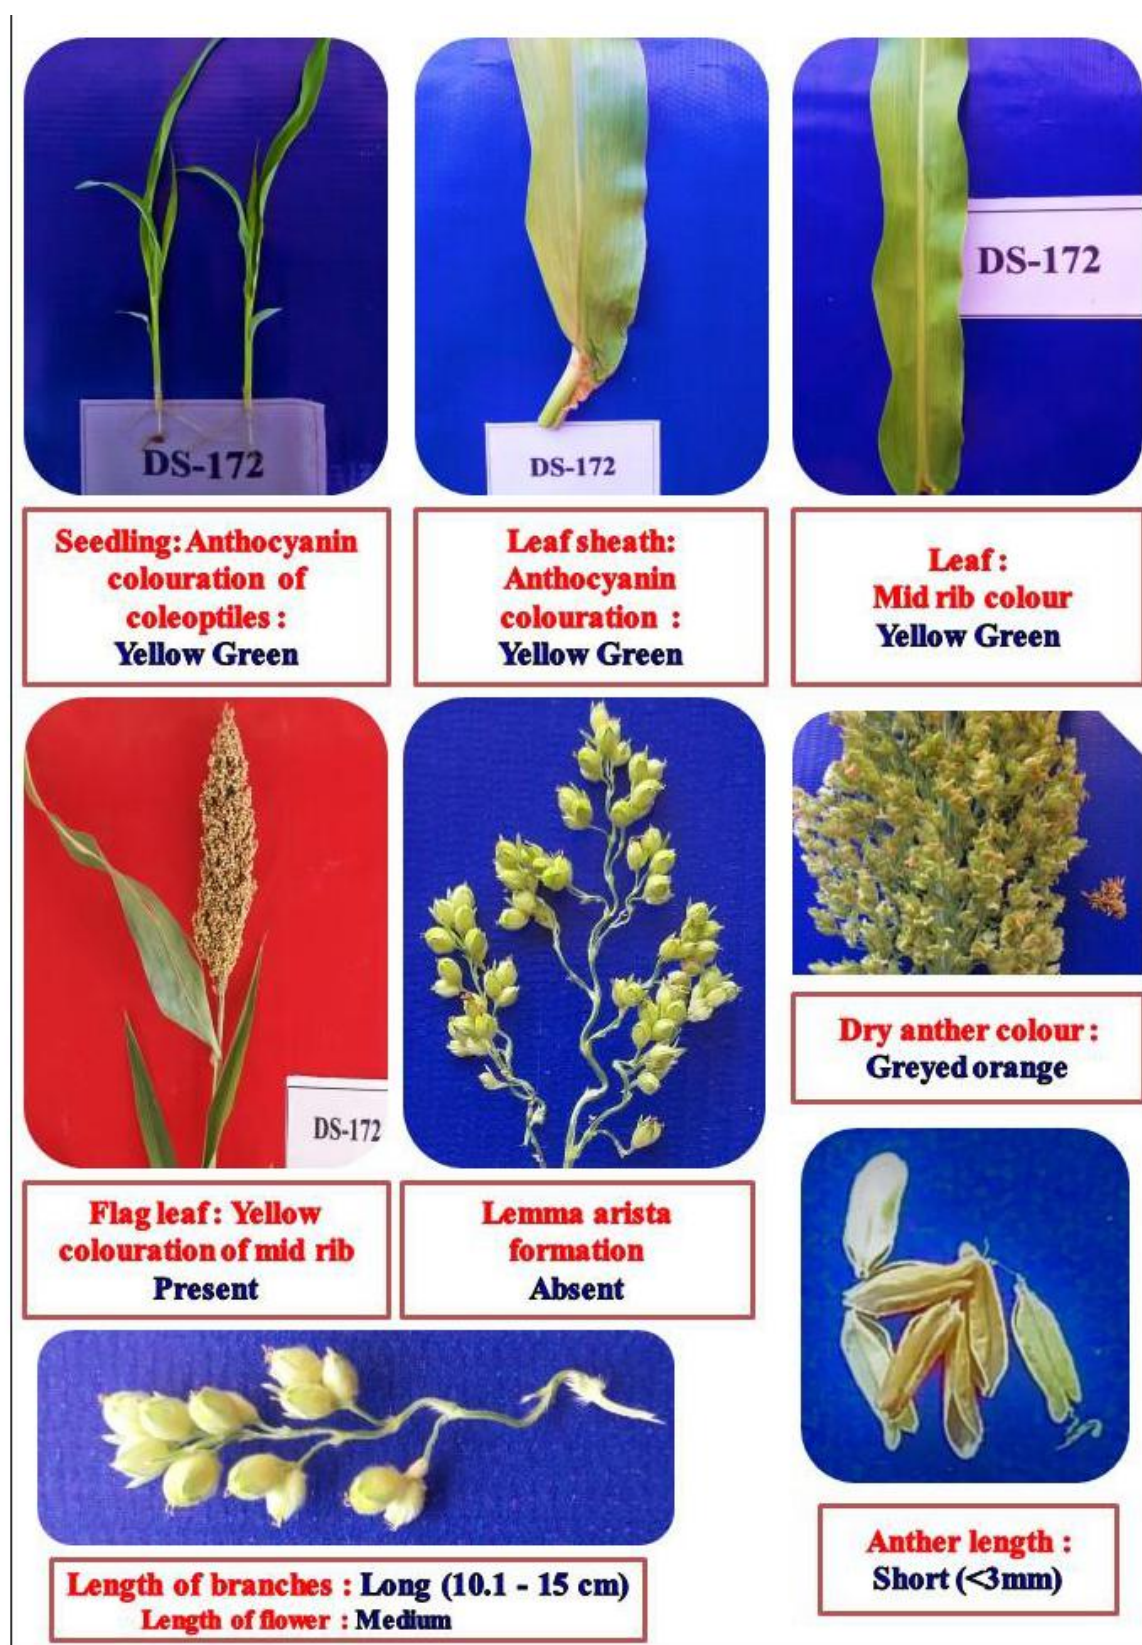 DS-172
DS-172
DS-172
Seedling: Anthocyanin
colouration of
coleoptiles :
Yellow Green
Leaf sheath:
Anthocyanin
colouration :
Yellow Green
Leaf :
Mid rib colour
Yellow Green
DS-172
Dry anther colour :
Greyed orange
Flag leaf : Yellow
colouration of mid rib
Present
Lemma arista
formation
Absent
Length of branches : Long (10.1 - 15 cm)
Length of flower : Medium
Anther length :
Short (<3mm)